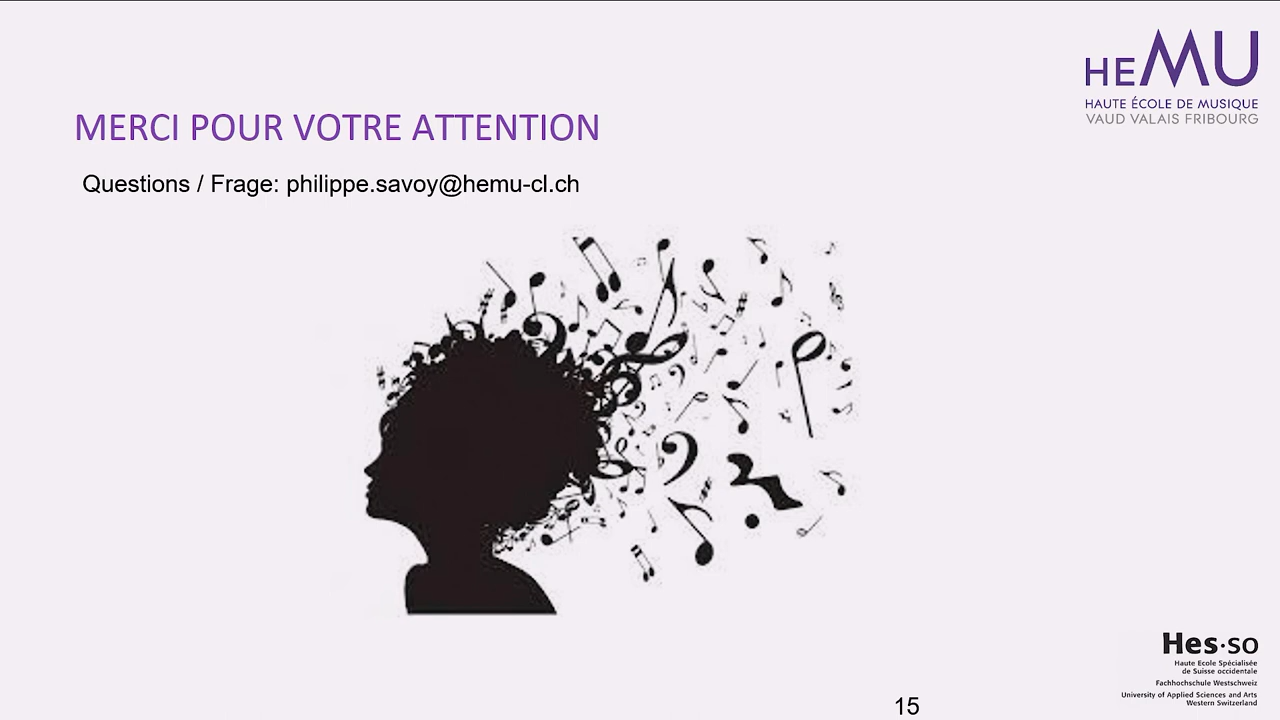 HEMU
HAUTE ÉCOLE DE MUSIQUE
VAUD VALAIS FRIBOURG
MERCI POUR VOTRE ATTENTION
Questions / Frage: philippe.savoy@hemu-cl.ch
Hes·so
Haute Ecole Spécialisée
de Suisse occidentale
Fachhochschule Westschweiz
University of Applied Sciences and Arts
Western Switzerland
15